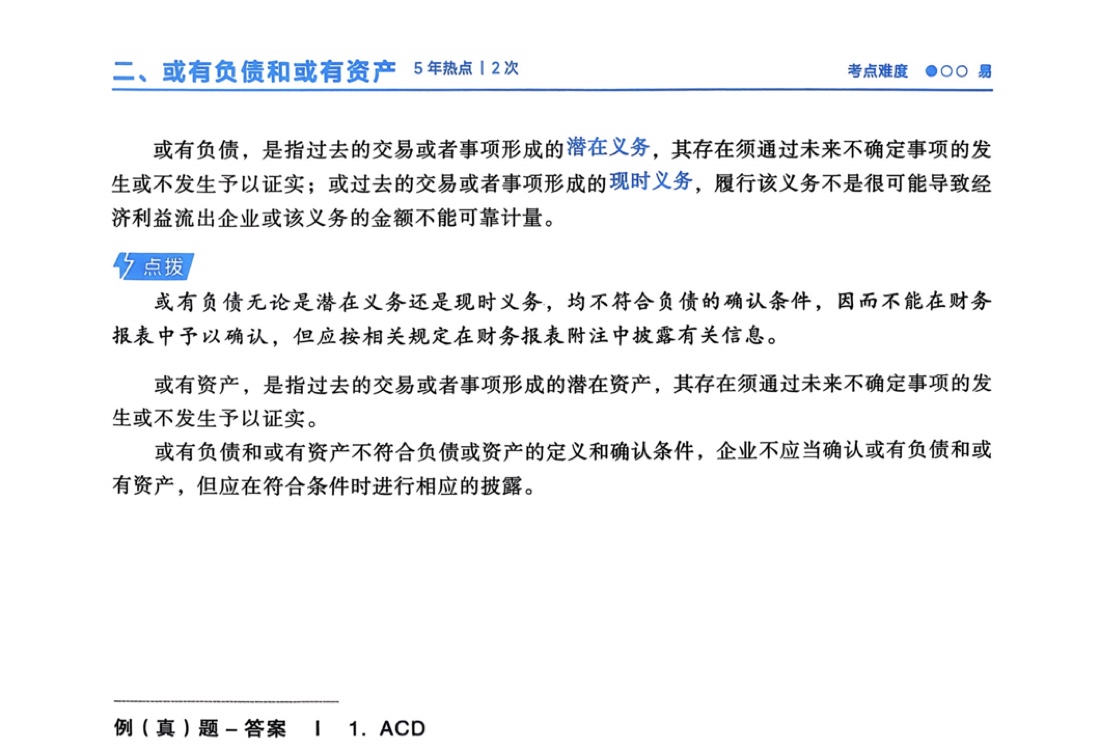 二、或有负债和或有资产 5年热点 | 2次 考点难度 ●○○ 易
或有负债，是指过去的交易或者事项形成的潜在义务，其存在须通过未来不确定事项的发
生或不发生予以证实；或过去的交易或者事项形成的现时义务，履行该义务不是很可能导致经
济利益流出企业或该义务的金额不能可靠计量。
点拨
或有负债无论是潜在义务还是现时义务，均不符合负债的确认条件，因而不能在财务
报表中予以确认，但应按相关规定在财务报表附注中披露有关信息。
或有资产，是指过去的交易或者事项形成的潜在资产，其存在须通过未来不确定事项的发
生或不发生予以证实。
或有负债和或有资产不符合负债或资产的定义和确认条件，企业不应当确认或有负债和或
有资产，但应在符合条件时进行相应的披露。
例（真）题－答案 | 1. ACD